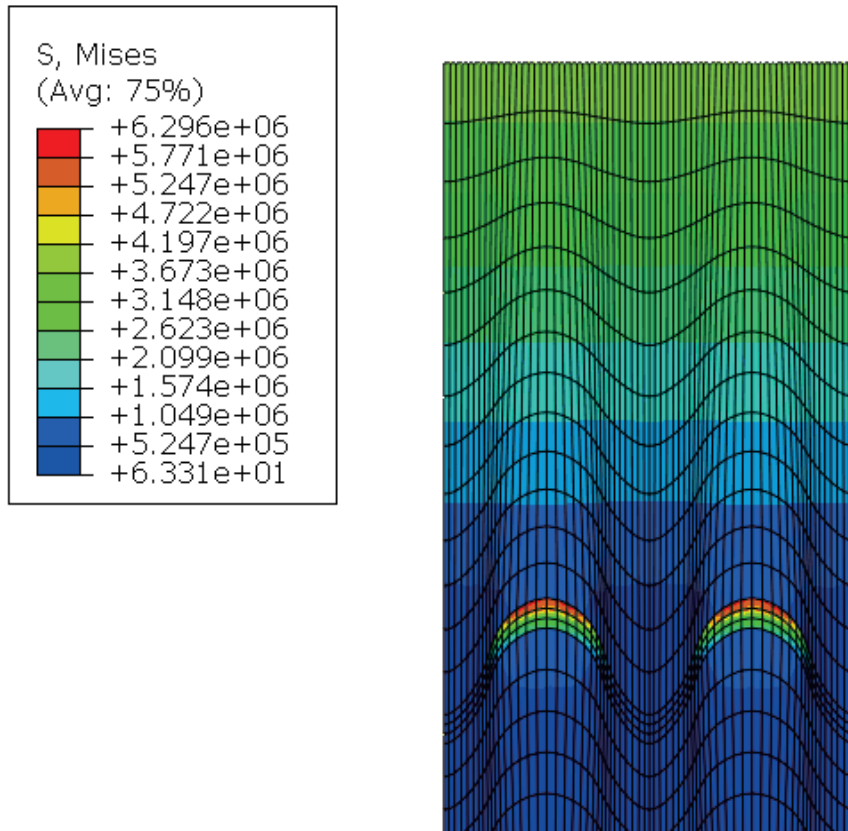 S, Mises
(Avg: 75%)
+6.296e+06
+5.771e+06
+5.247e+06
+4.722e+06
+4.197e+06
+3.673e+06
+3.148e+06
+2.623e+06
+2.099e+06
+1.574e+06
+1.049e+06
+5.247e+05
+6.331e+01